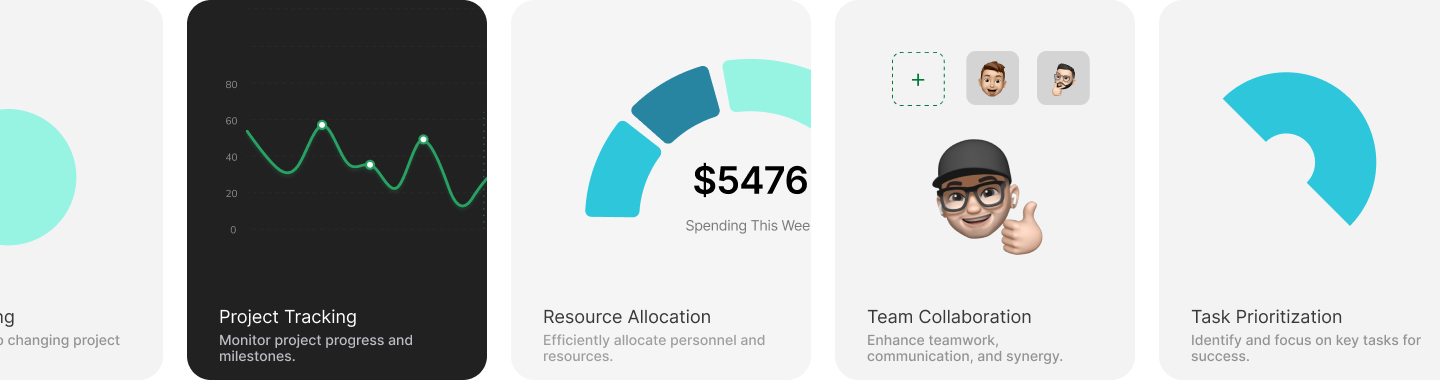 ng
o changing project
80
60
40
20
0
Project Tracking
Monitor project progress and
milestones.
$5476
Spending This Wee
Resource Allocation
Efficiently allocate personnel and
resources.
+
Team Collaboration
Enhance teamwork,
communication, and synergy.
Task Prioritization
Identify and focus on key tasks for
success.